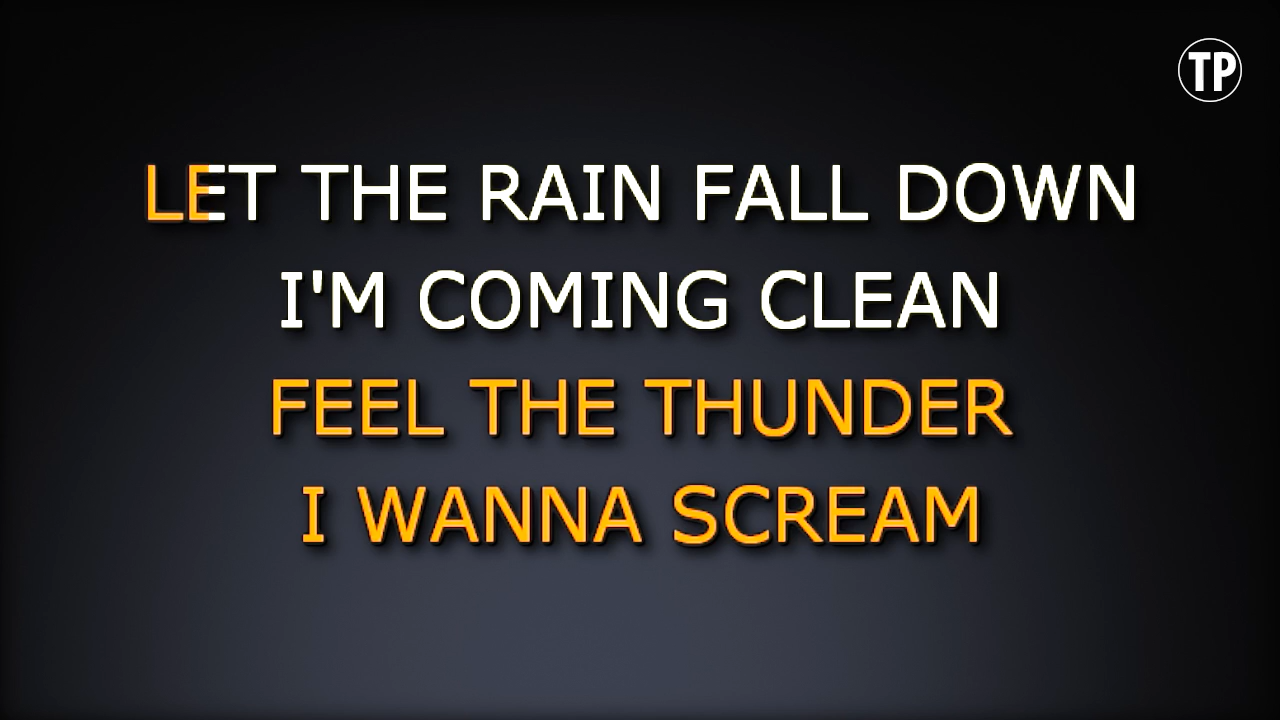 TP
LET THE RAIN FALL DOWN
I'M COMING CLEAN
FEEL THE THUNDER
I WANNA SCREAM